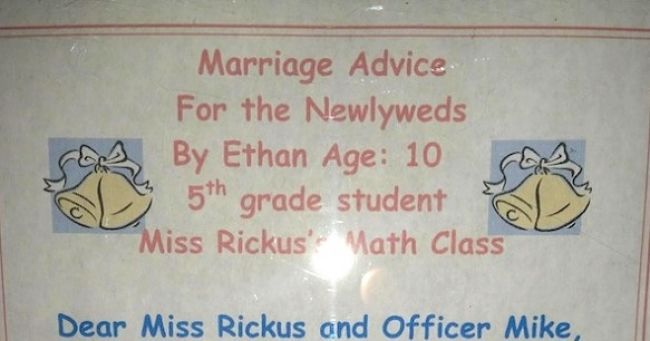 Marriage Advice
For the Newlyweds
By Ethan Age: 10
5th grade student
Miss Rickus's Math Class
Dear Miss Rickus and Officer Mike,